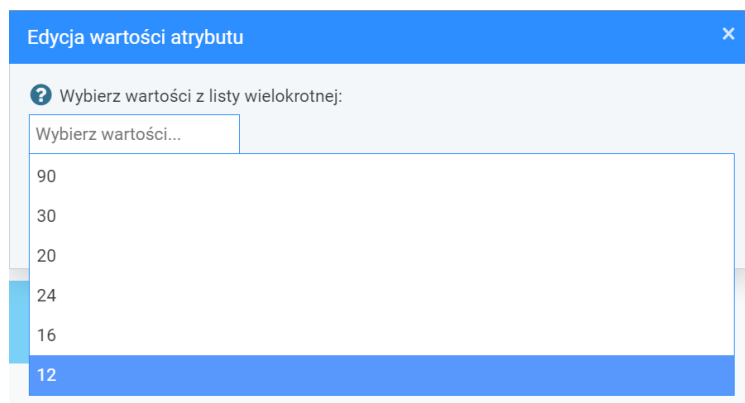 Edycja wartości atrybutu ×
? Wybierz wartości z listy wielokrotnej:
Wybierz wartości...
90
30
20
24
16
12